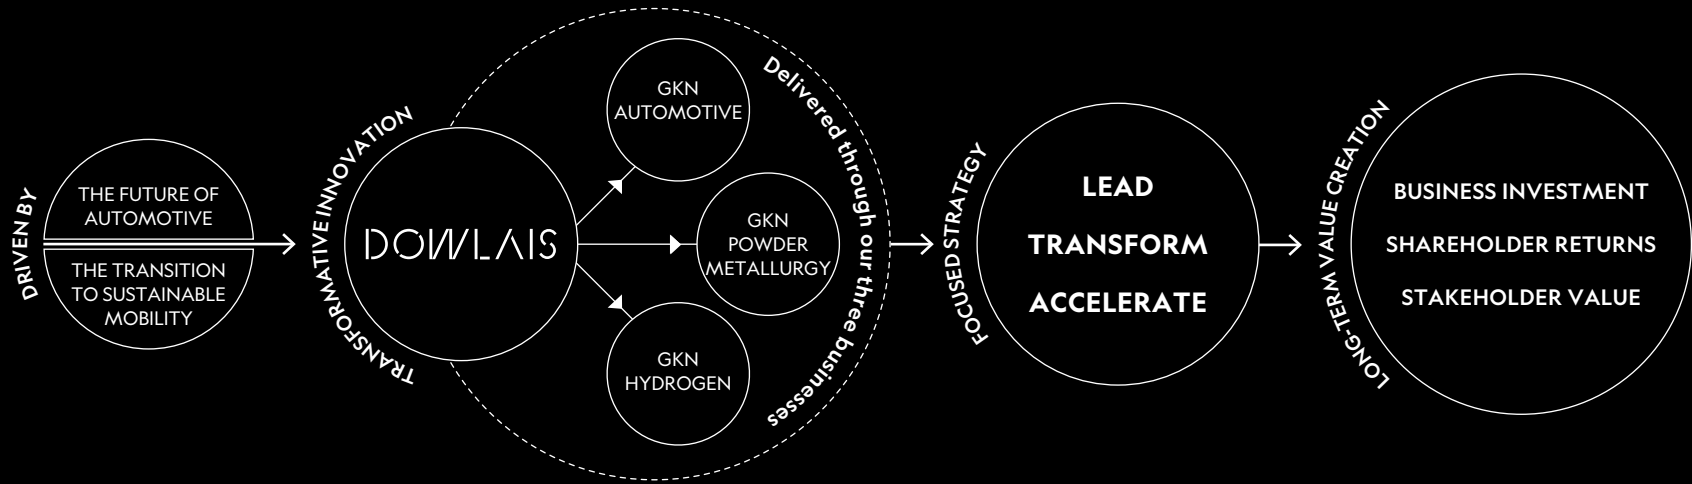 DRIVEN BY
THE FUTURE OF
AUTOMOTIVE
THE TRANSITION
TO SUSTAINABLE
MOBILITY
TRANSFORMATIVE INNOVATION
DOWLAIS
GKN
AUTOMOTIVE
GKN
POWDER
METALLURGY
GKN
HYDROGEN
Delivered through our three businesses
FOCUSED STRATEGY
LEAD
TRANSFORM
ACCELERATE
LONG-TERM VALUE CREATION
BUSINESS INVESTMENT
SHAREHOLDER RETURNS
STAKEHOLDER VALUE